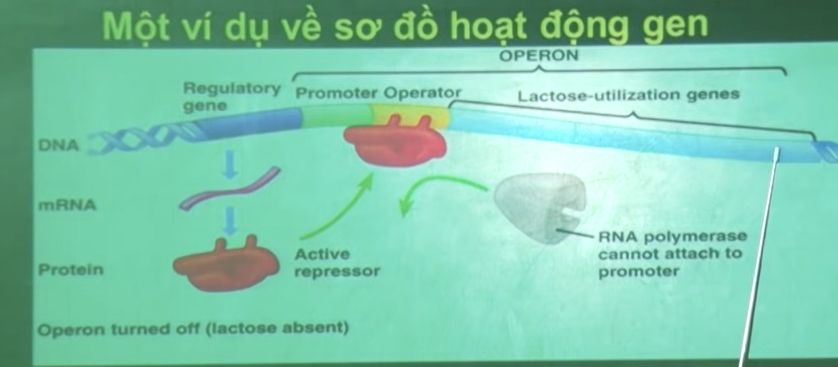 Một ví dụ về sơ đồ hoạt động gen
OPERON
Regulatory
gene
Promoter Operator
Lactose-utilization genes
DNA
mRNA
Protein
Active
repressor
RNA polymerase
cannot attach to
promoter
Operon turned off (lactose absent)